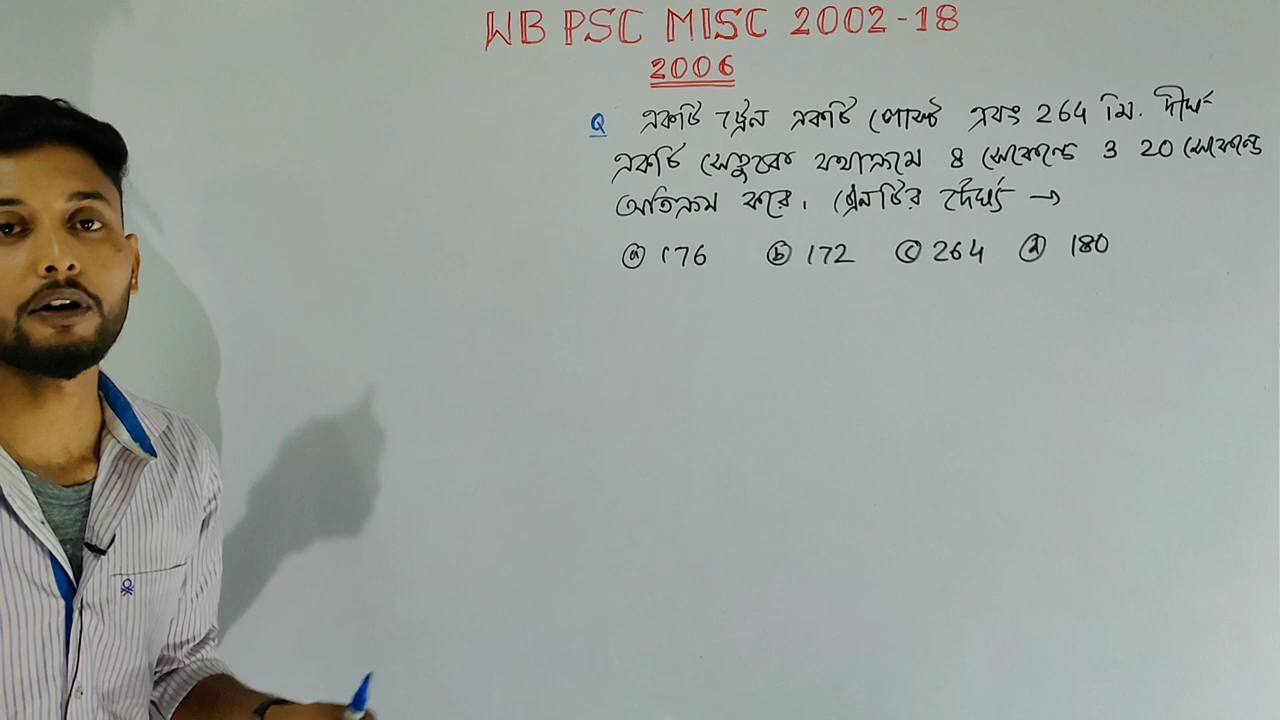 WB PSC MISC 2002-18
2006
Q একটি ট্রেন একটি পোস্ট এবং 264 মি. দীর্ঘ
একটি সেতুকে যথাক্রমে 8 সেকেন্ডে ও 20 সেকেন্ডে
অতিক্রম করে। ট্রেনটির দৈর্ঘ্য →
ⓐ 176 ⓑ 172 ⓒ 264 ⓓ 180